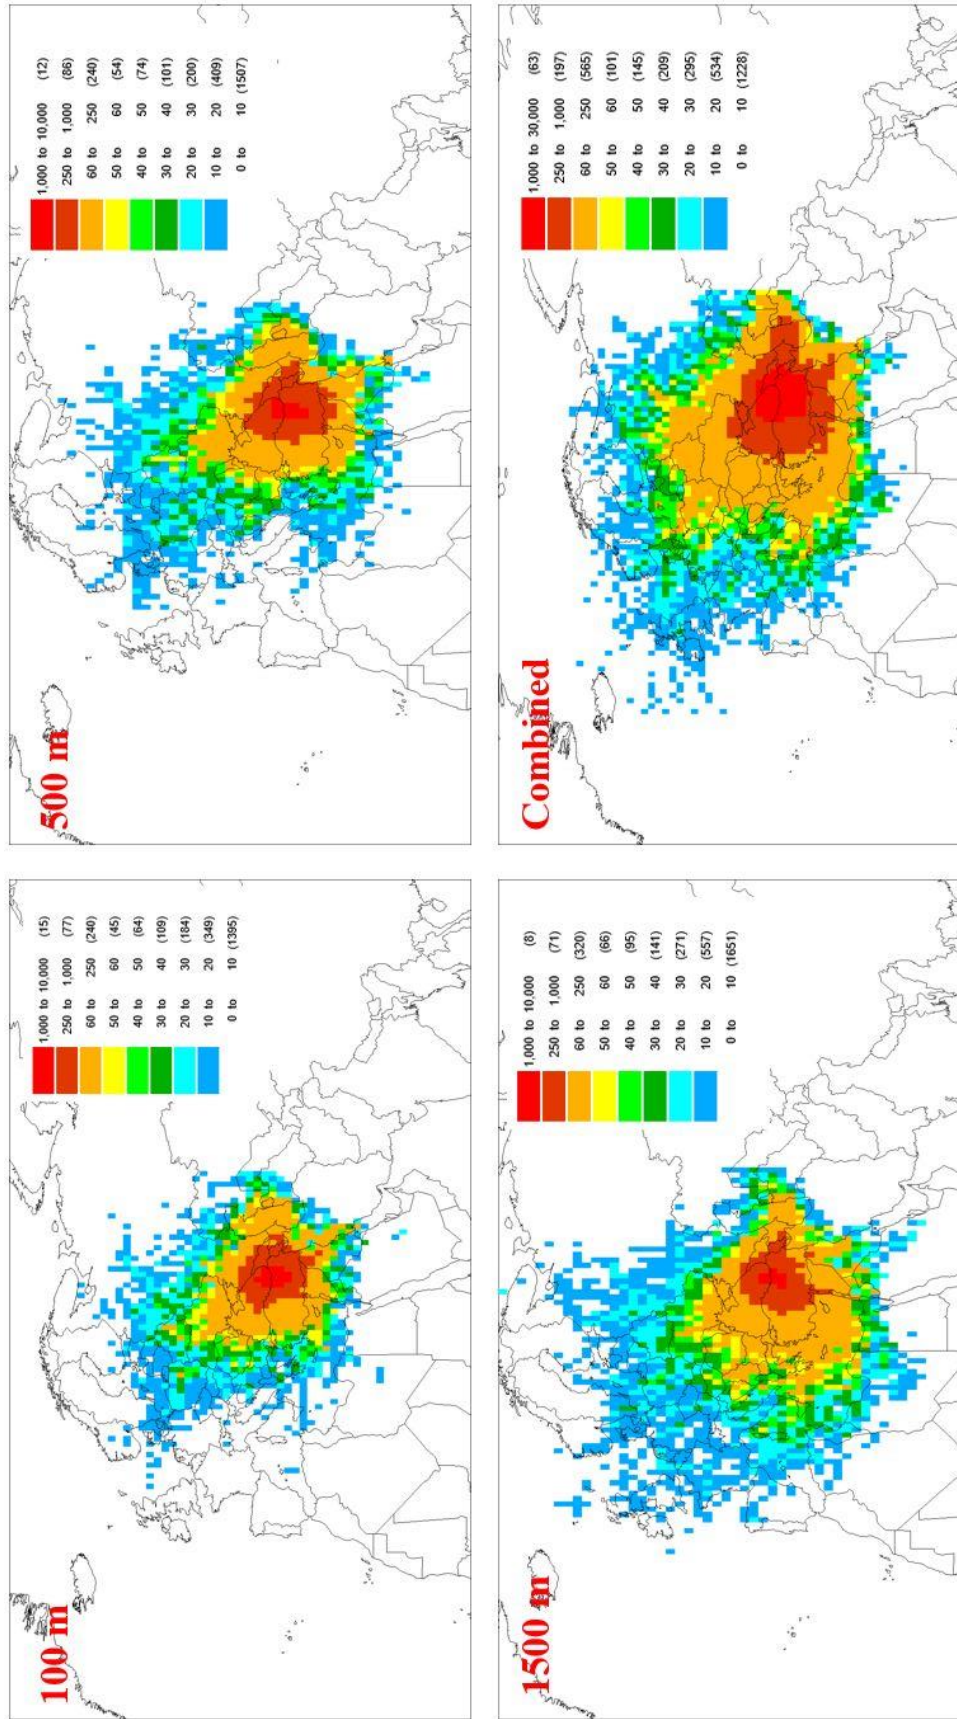 100 m
1,000 to 10,000 (15)
250 to 1,000 (77)
60 to 250 (240)
50 to 60 (45)
40 to 50 (64)
30 to 40 (109)
20 to 30 (184)
10 to 20 (349)
0 to 10 (1395)
500 m
1,000 to 10,000 (12)
250 to 1,000 (86)
60 to 250 (240)
50 to 60 (54)
40 to 50 (74)
30 to 40 (101)
20 to 30 (200)
10 to 20 (409)
0 to 10 (1507)
1500 m
1,000 to 10,000 (8)
250 to 1,000 (71)
60 to 250 (320)
50 to 60 (66)
40 to 50 (95)
30 to 40 (141)
20 to 30 (271)
10 to 20 (557)
0 to 10 (1651)
Combined
1,000 to 30,000 (63)
250 to 1,000 (197)
60 to 250 (565)
50 to 60 (101)
40 to 50 (145)
30 to 40 (209)
20 to 30 (295)
10 to 20 (534)
0 to 10 (1228)